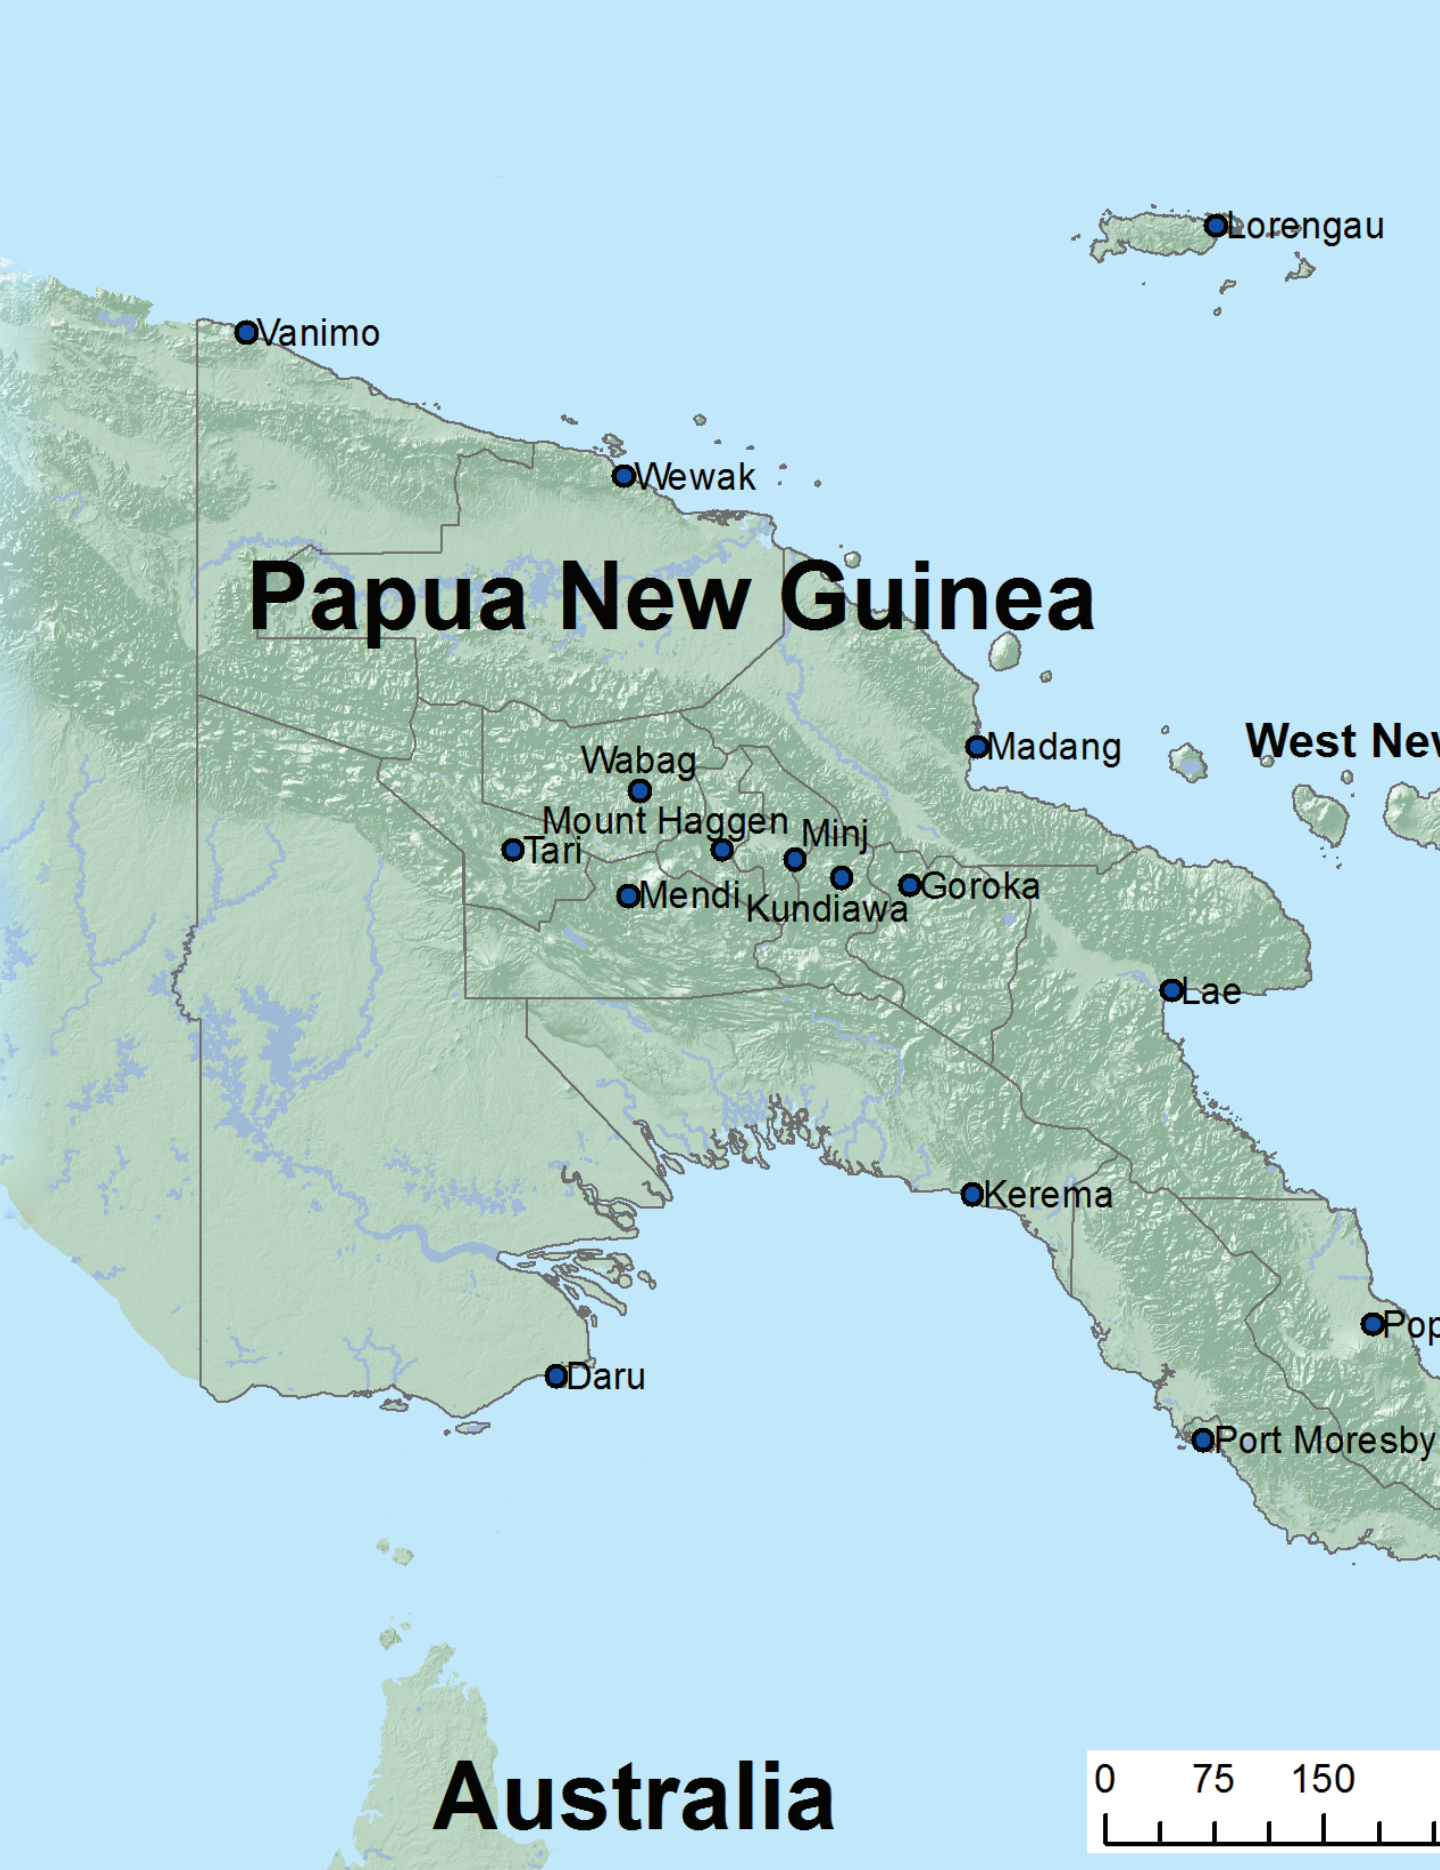 Lorengau
Vanimo
Wewak
Papua New Guinea
West New
Madang
Wabag
Mount Haggen
Minj
Tari
Mendi
Kundiawa
Goroka
Lae
Kerema
Pop
Daru
Port Moresby
Australia
0 75 150